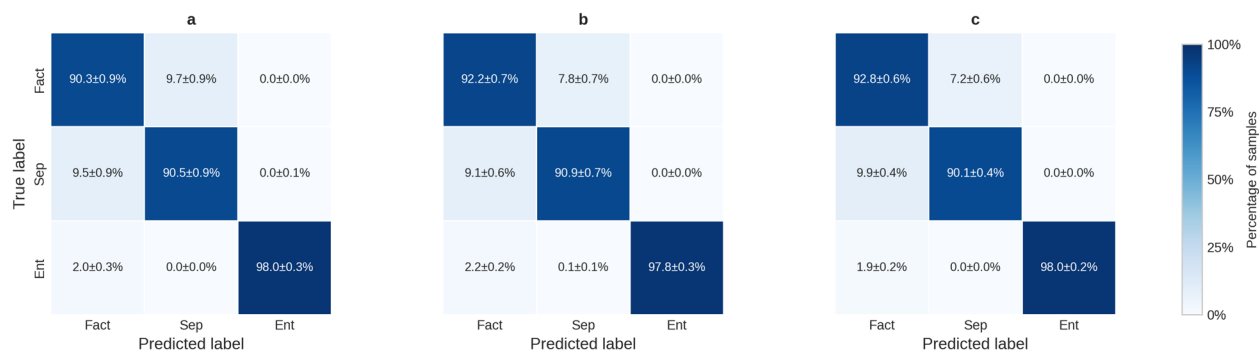 a
b
c
True label
Fact
90.3±0.9%
9.7±0.9%
0.0±0.0%
Sep
9.5±0.9%
90.5±0.9%
0.0±0.1%
Ent
2.0±0.3%
0.0±0.0%
98.0±0.3%
Fact
Sep
Ent
Predicted label
92.2±0.7%
7.8±0.7%
0.0±0.0%
9.1±0.6%
90.9±0.7%
0.0±0.0%
2.2±0.2%
0.1±0.1%
97.8±0.3%
Fact
Sep
Ent
Predicted label
92.8±0.6%
7.2±0.6%
0.0±0.0%
9.9±0.4%
90.1±0.4%
0.0±0.0%
1.9±0.2%
0.0±0.0%
98.0±0.2%
Fact
Sep
Ent
Predicted label
100%
75%
50%
25%
0%
Percentage of samples